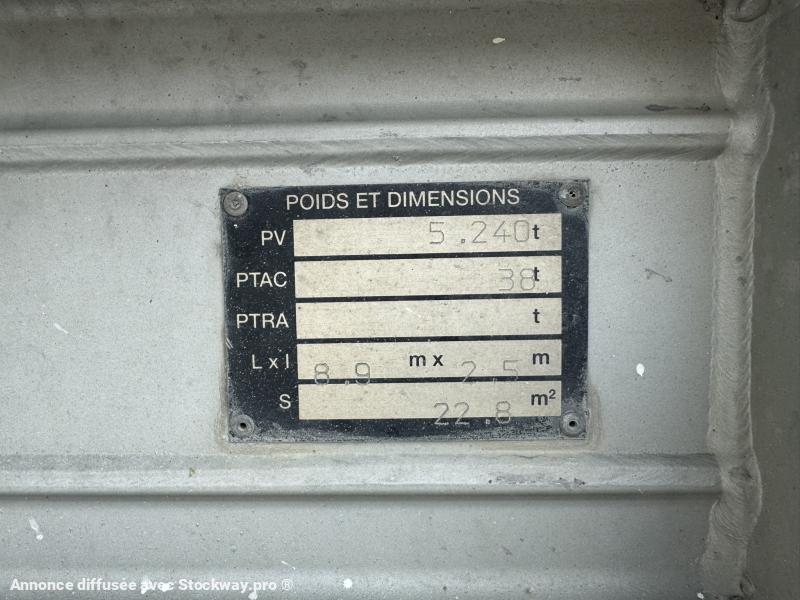 POIDS ET DIMENSIONS
PV 5.240 t
PTAC 38 t
PTRA t
L x l 8.9 m x 2.5 m
S 22.8 m²
Annonce diffusée avec Stockway.pro ®